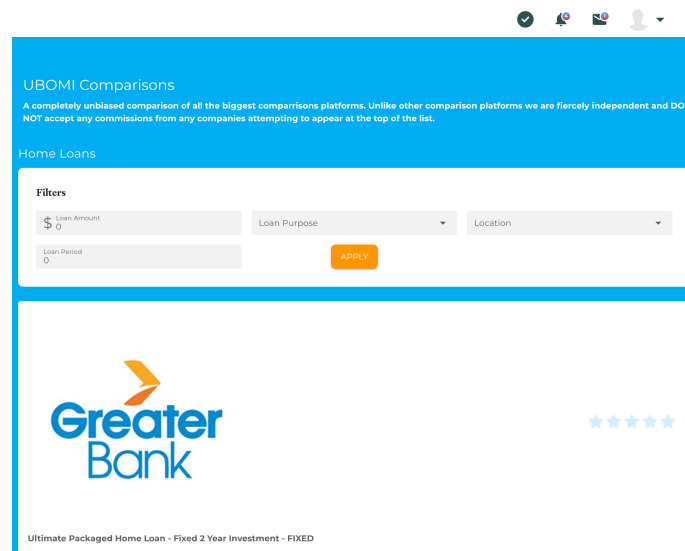 UBOMI Comparisons
A completely unbiased comparison of all the biggest comparrisons platforms. Unlike other comparison platforms we are fiercely independent and DO
NOT accept any commissions from any companies attempting to appear at the top of the list.
Home Loans
Filters
$ Loan Amount
0
Loan Purpose
Location
Loan Period
0
APPLY
Greater
Bank
Ultimate Packaged Home Loan - Fixed 2 Year Investment - FIXED